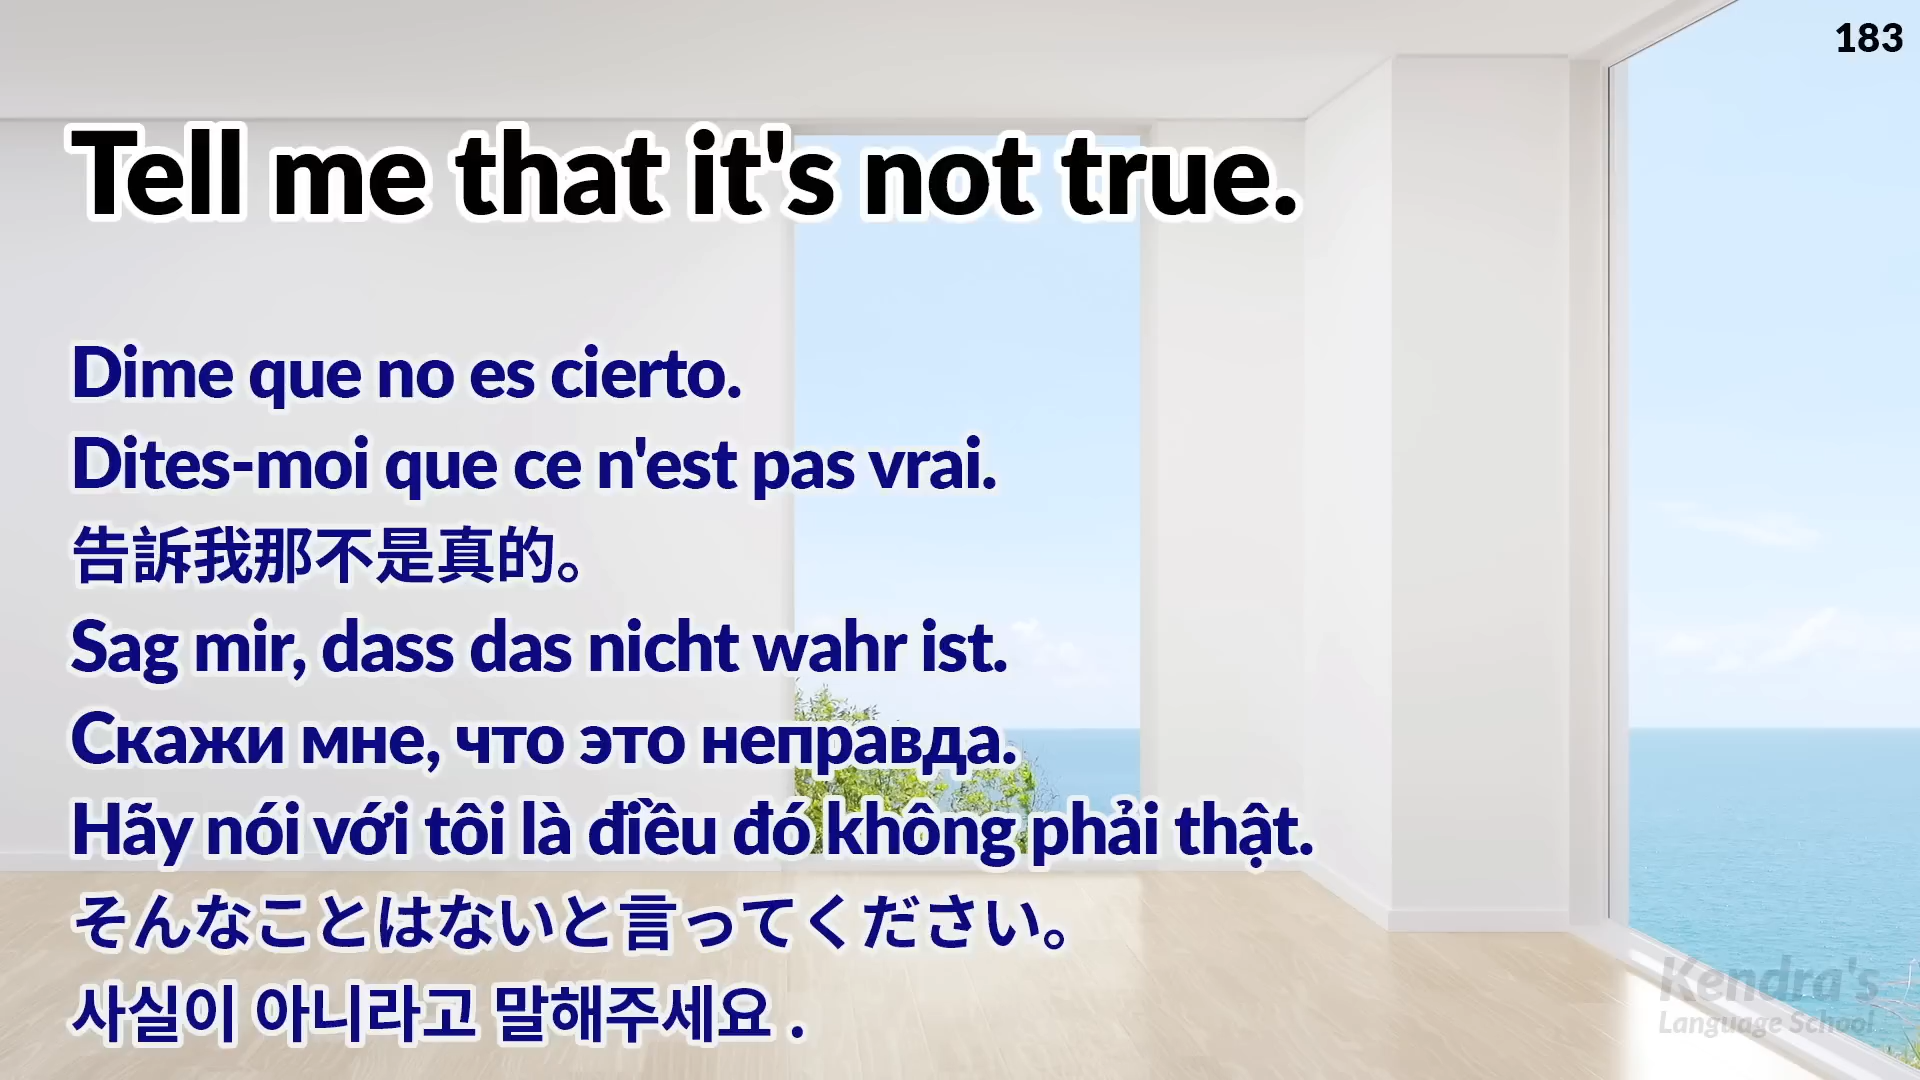 183
Tell me that it's not true.
Dime que no es cierto.
Dites-moi que ce n'est pas vrai.
告訴我那不是真的。
Sag mir, dass das nicht wahr ist.
Скажи мне, что это неправда.
Hãy nói với tôi là điều đó không phải thật.
そんなことはないと言ってください。
사실이 아니라고 말해주세요 .
Kendra's
Language School